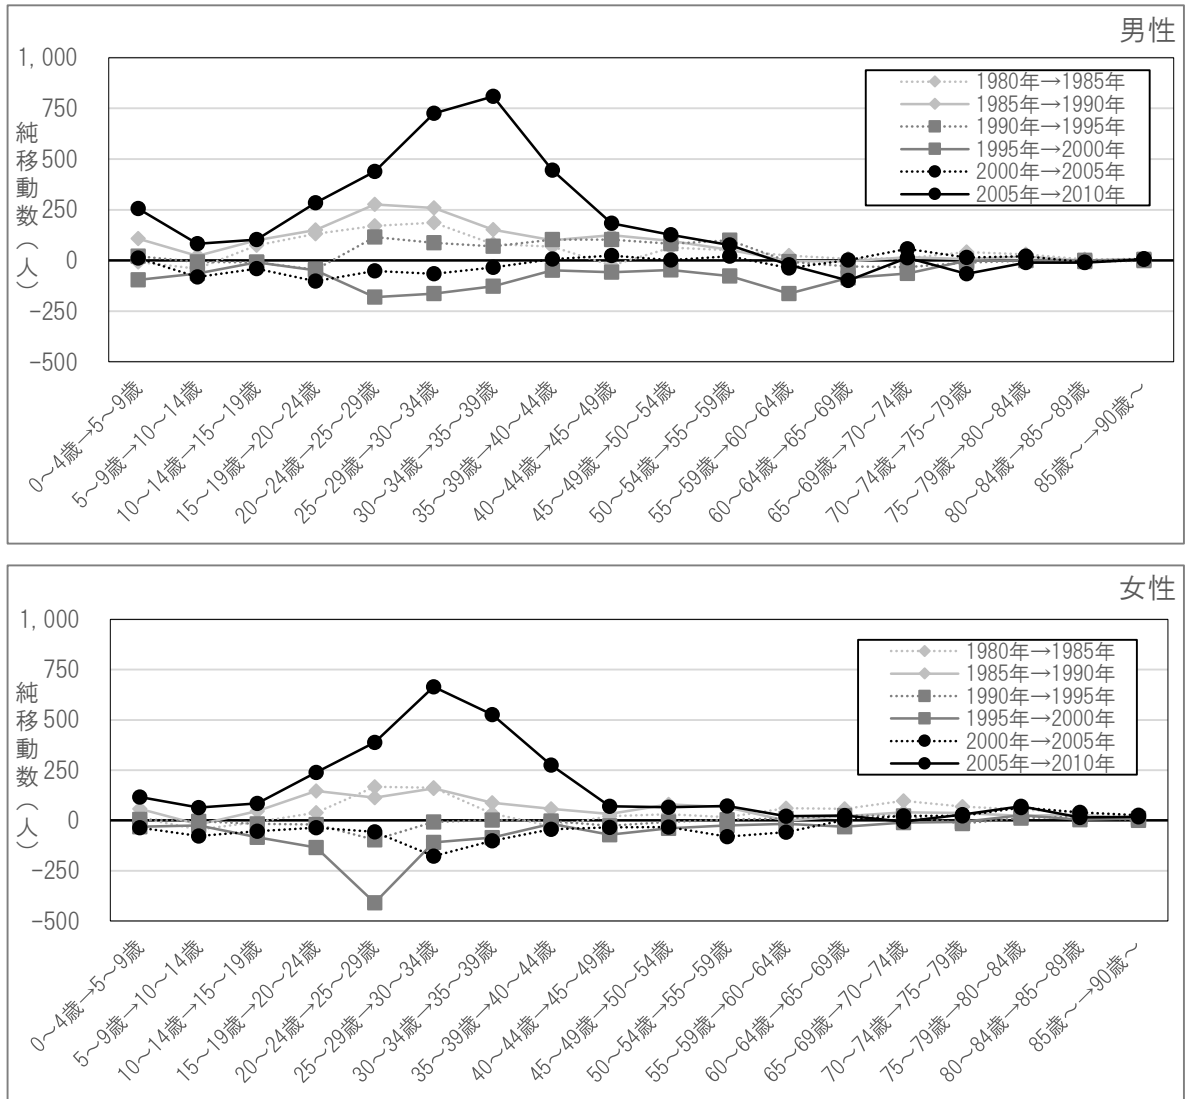 男性
1,000
750
500
250
0
-250
-500
純移動数（人）
1980年→1985年
1985年→1990年
1990年→1995年
1995年→2000年
2000年→2005年
2005年→2010年
0～4歳→5～9歳
5～9歳→10～14歳
10～14歳→15～19歳
15～19歳→20～24歳
20～24歳→25～29歳
25～29歳→30～34歳
30～34歳→35～39歳
35～39歳→40～44歳
40～44歳→45～49歳
45～49歳→50～54歳
50～54歳→55～59歳
55～59歳→60～64歳
60～64歳→65～69歳
65～69歳→70～74歳
70～74歳→75～79歳
75～79歳→80～84歳
80～84歳→85～89歳
85歳～→90歳～
女性
1,000
750
500
250
0
-250
-500
純移動数（人）
1980年→1985年
1985年→1990年
1990年→1995年
1995年→2000年
2000年→2005年
2005年→2010年
0～4歳→5～9歳
5～9歳→10～14歳
10～14歳→15～19歳
15～19歳→20～24歳
20～24歳→25～29歳
25～29歳→30～34歳
30～34歳→35～39歳
35～39歳→40～44歳
40～44歳→45～49歳
45～49歳→50～54歳
50～54歳→55～59歳
55～59歳→60～64歳
60～64歳→65～69歳
65～69歳→70～74歳
70～74歳→75～79歳
75～79歳→80～84歳
80～84歳→85～89歳
85歳～→90歳～